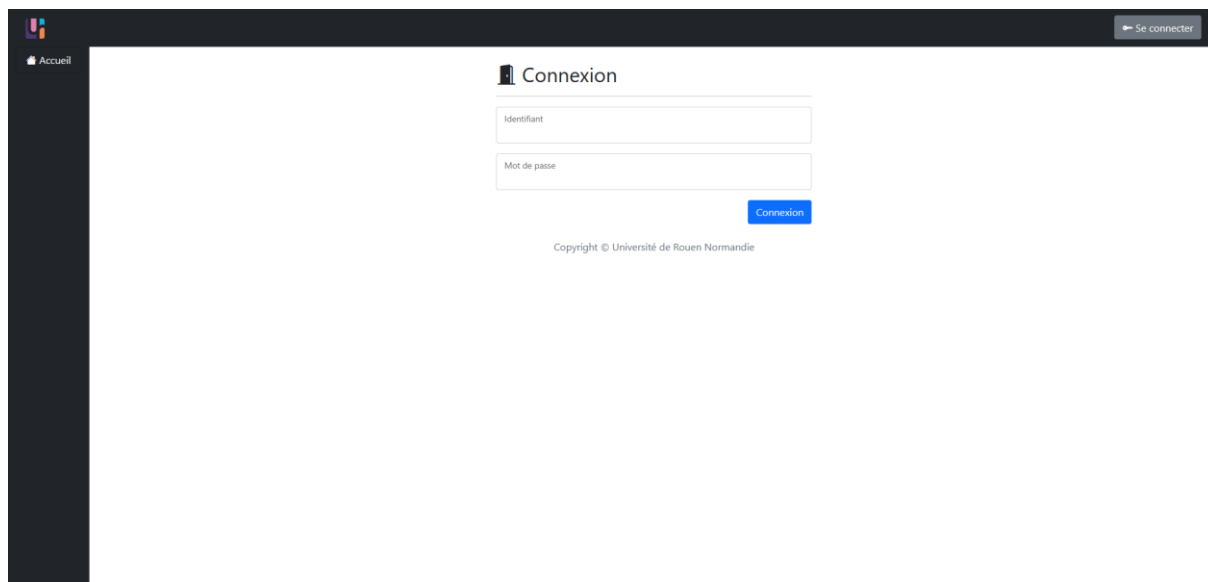 Se connecter
Accueil
Connexion
Identifiant
Mot de passe
Connexion
Copyright © Université de Rouen Normandie